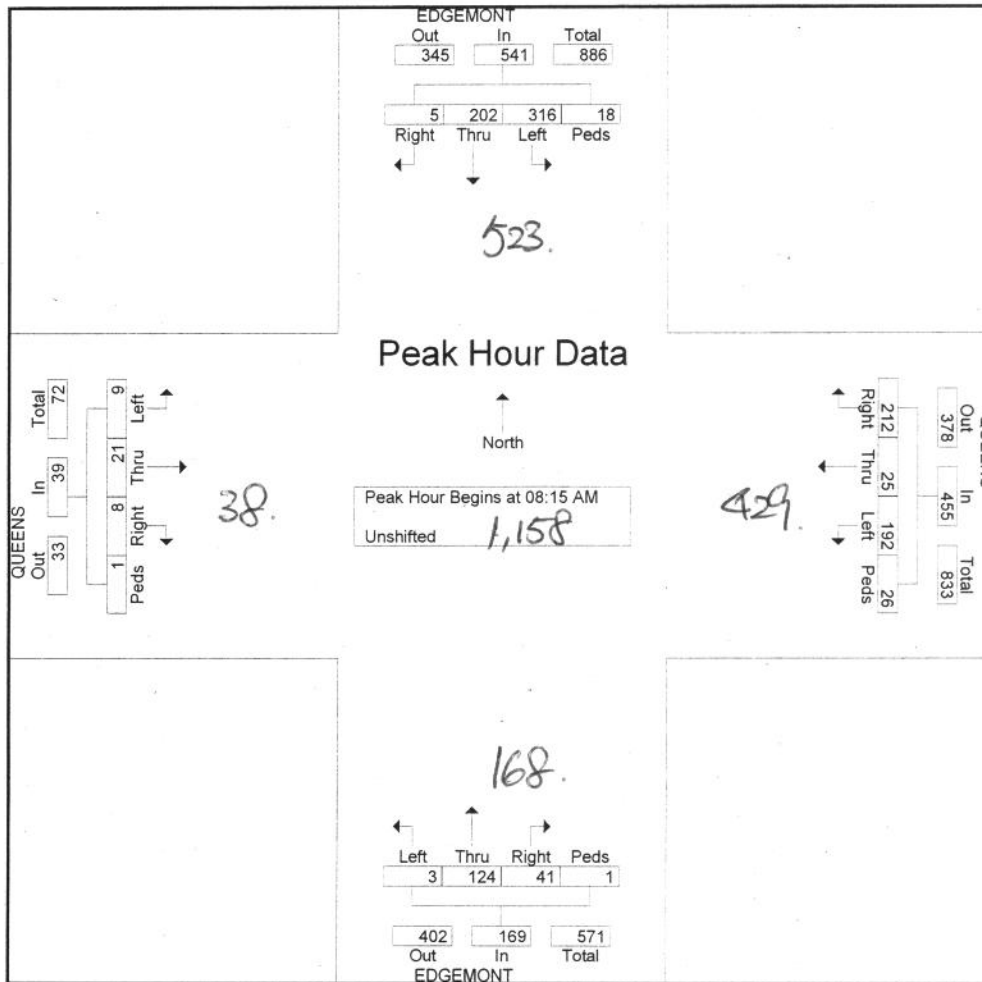 EDGEMONT
Out In Total
345 541 886
5 202 316 18
Right Thru Left Peds
523.
Peak Hour Data
North
Peak Hour Begins at 08:15 AM
Unshifted 1,158
QUEENS
Total In Out
72 39 33
9 21 8 1
Left Thru Right Peds
38.
429.
Right Thru Left Peds
212 25 192 26
Out In Total
378 455 833
168.
Left Thru Right Peds
3 124 41 1
402 169 571
Out In Total
EDGEMONT